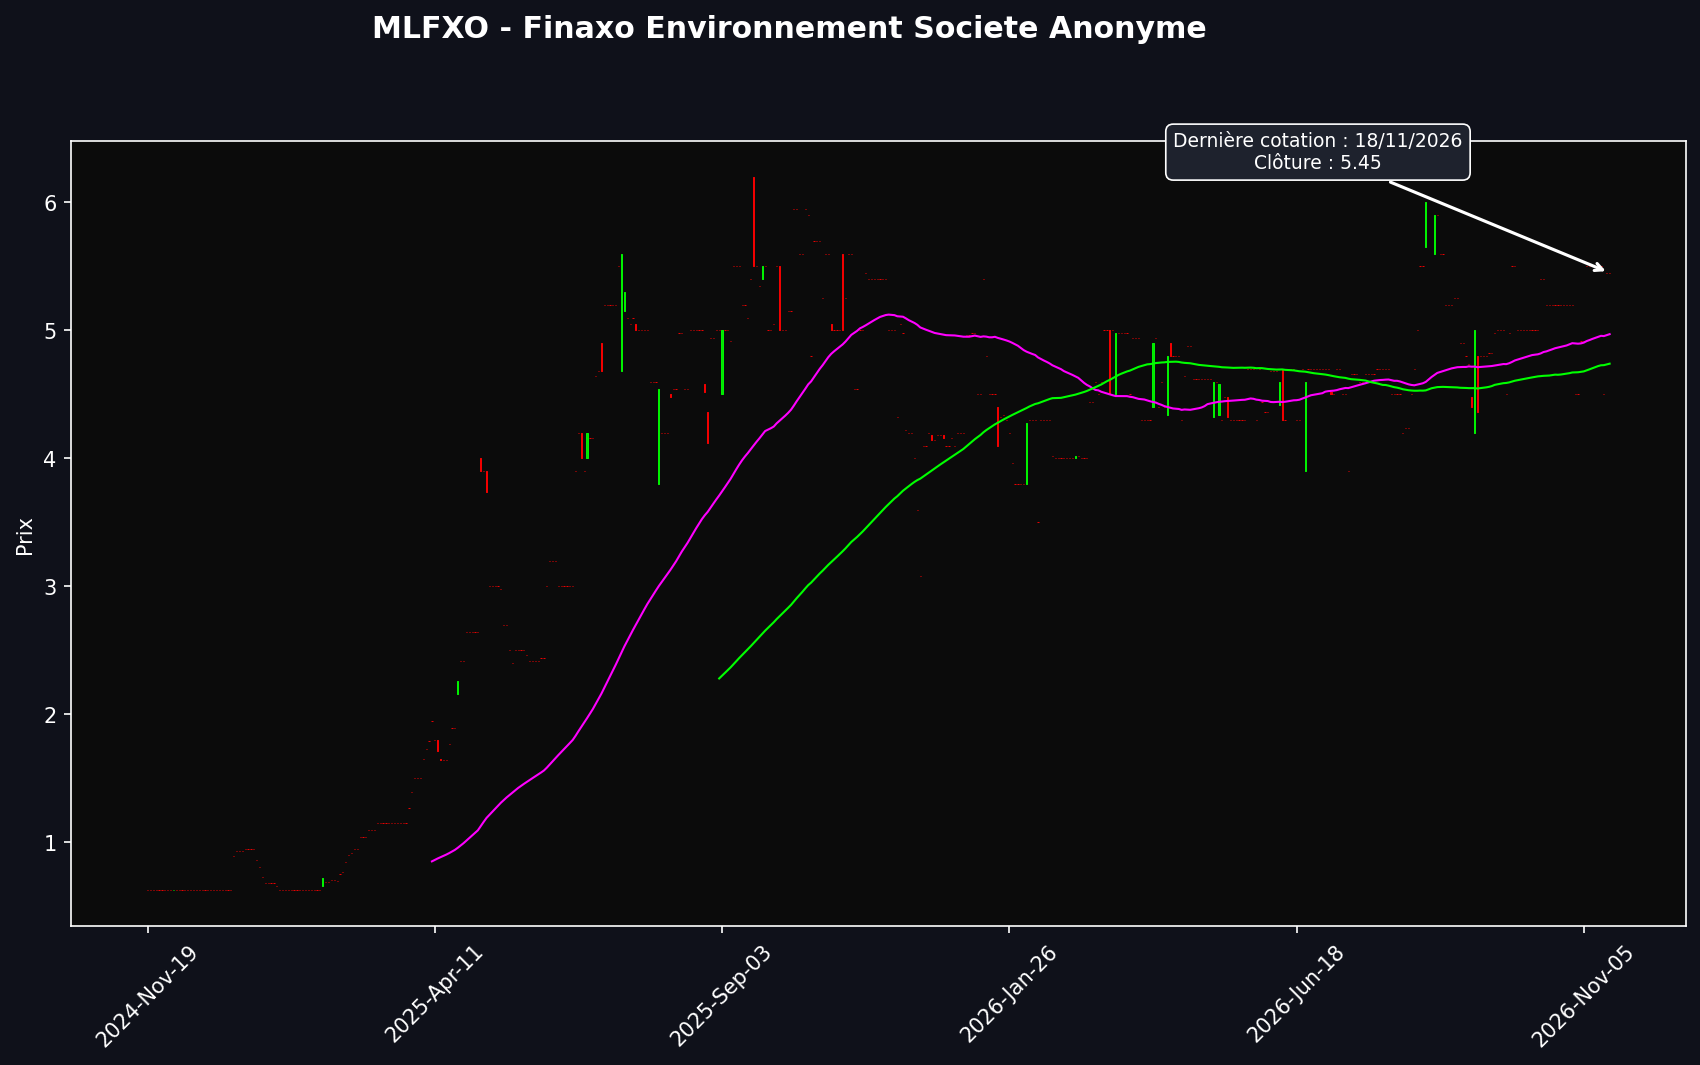 MLFXO - Finaxo Environnement Societe Anonyme
Dernière cotation : 18/11/2026
Clôture : 5.45
Prix
6
5
4
3
2
1
2024-Nov-19
2025-Apr-11
2025-Sep-03
2026-Jan-26
2026-Jun-18
2026-Nov-05